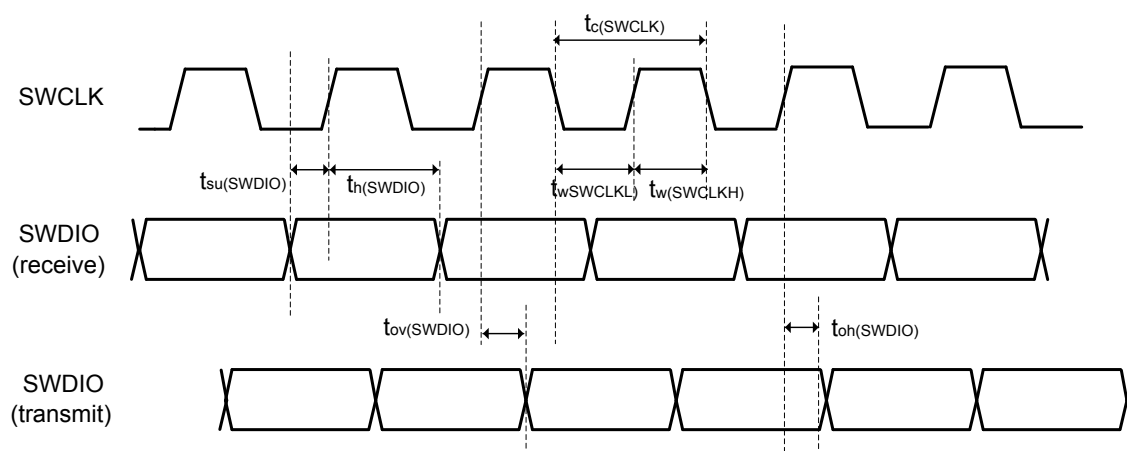 tc(SWCLK)
SWCLK
tsu(SWDIO)
th(SWDIO)
twSWCLKL)
tw(SWCLKH)
SWDIO
(receive)
tov(SWDIO)
toh(SWDIO)
SWDIO
(transmit)